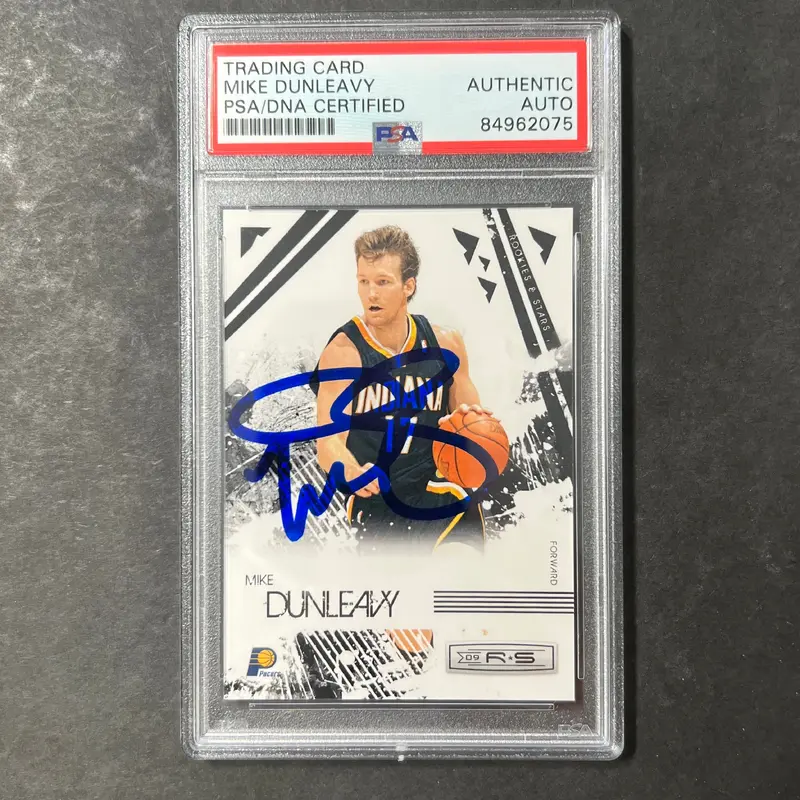 TRADING CARD
MIKE DUNLEAVY
PSA/DNA CERTIFIED
AUTHENTIC
AUTO
84962075
PSA
ROOKIES & STARS
INDIANA
17
FORWARD
MIKE
DUNLEAVY
Pacers
09 R+S
PSA